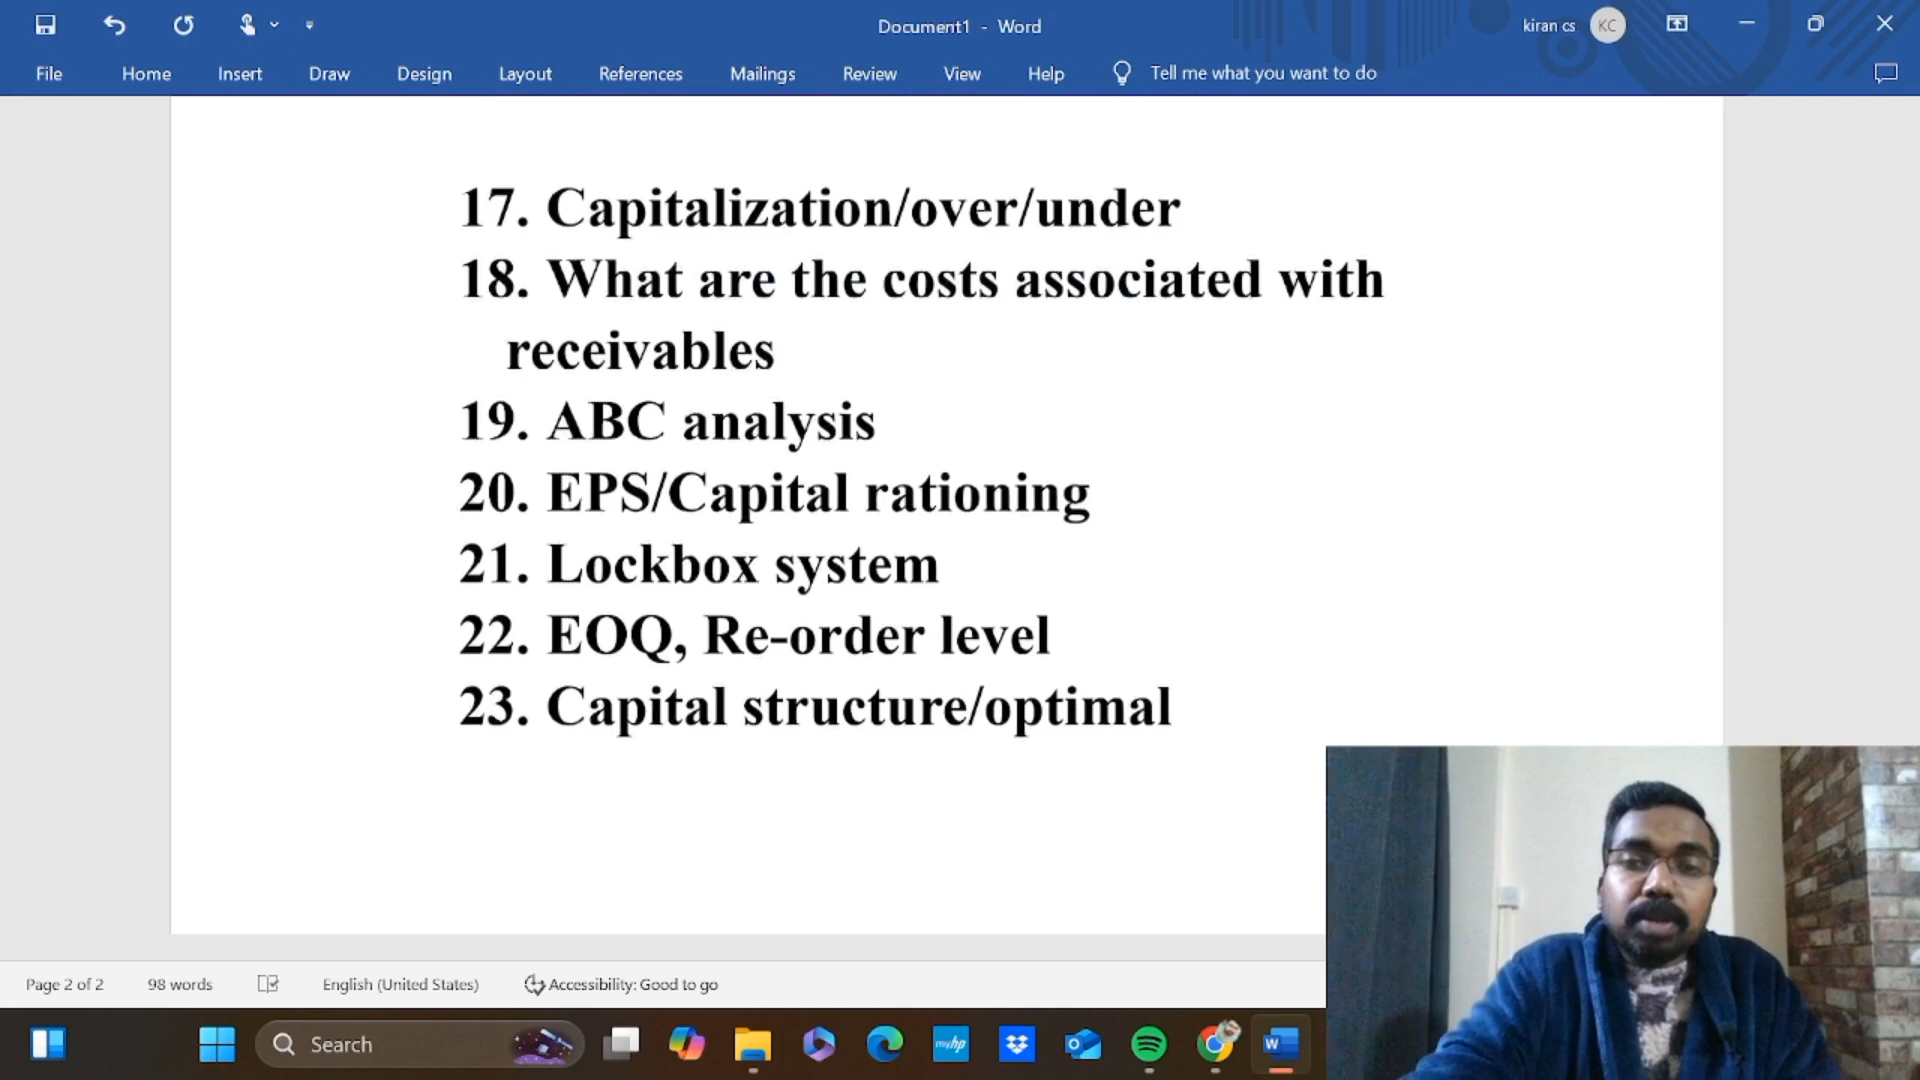 Document1 - Word
kiran cs
KC
File
Home
Insert
Draw
Design
Layout
References
Mailings
Review
View
Help
Tell me what you want to do
17. Capitalization/over/under
18. What are the costs associated with
receivables
19. ABC analysis
20. EPS/Capital rationing
21. Lockbox system
22. EOQ, Re-order level
23. Capital structure/optimal
Page 2 of 2
98 words
English (United States)
Accessibility: Good to go
Search
myhp
W